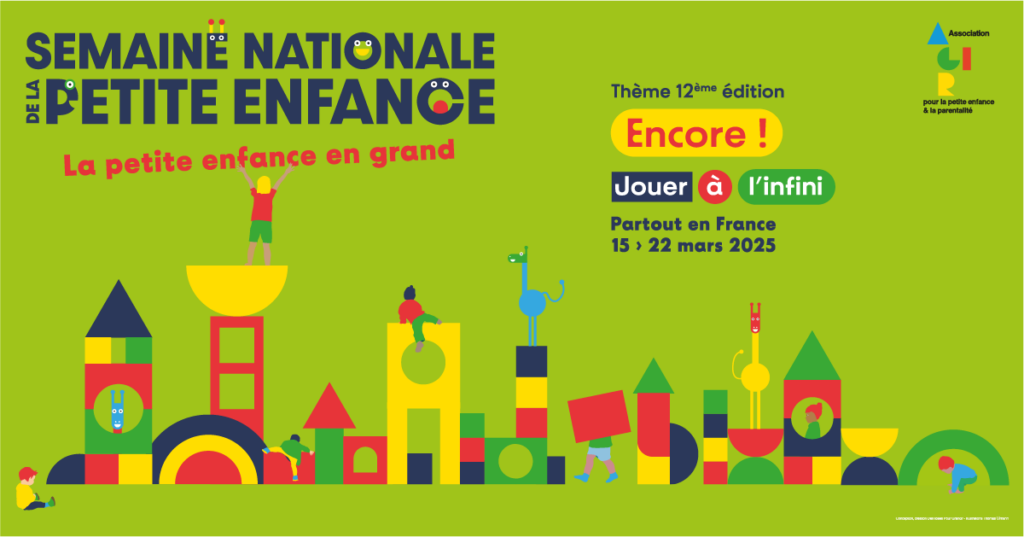 SEMAINE NATIONALE
DE LA PETITE ENFANCE
La petite enfance en grand
Thème 12ème édition
Encore !
Jouer à l'infini
Partout en France
15 › 22 mars 2025
Association
AGIR
pour la petite enfance
& la parentalité